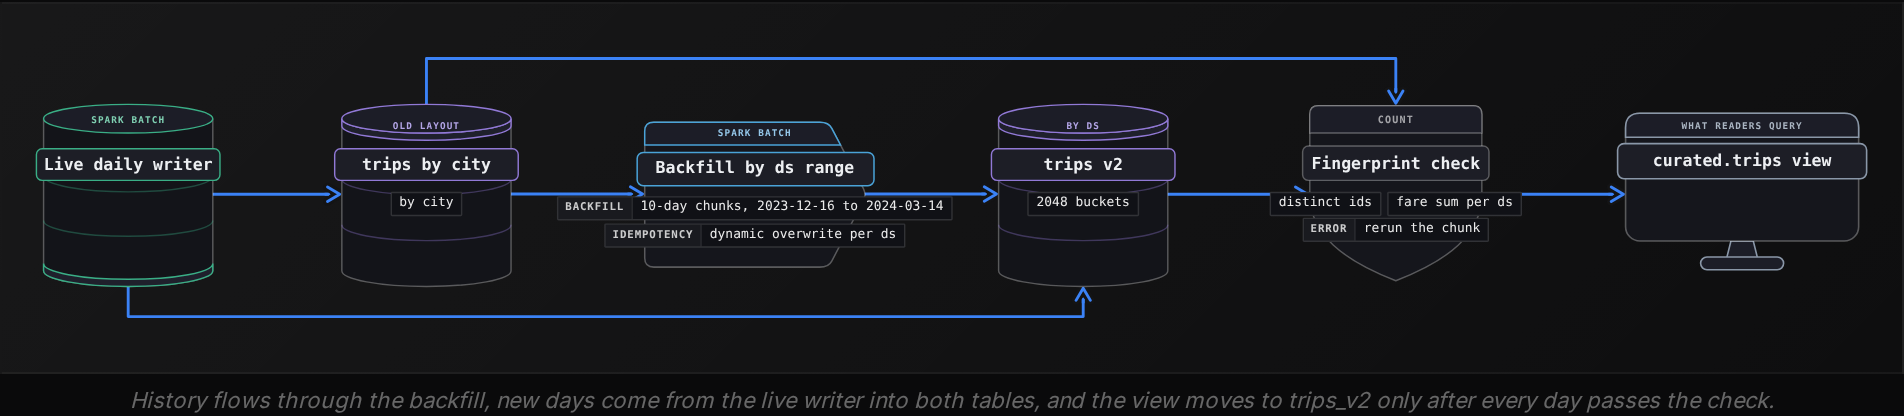 SPARK BATCH
Live daily writer
OLD LAYOUT
trips by city
by city
SPARK BATCH
Backfill by ds range
BACKFILL 10-day chunks, 2023-12-16 to 2024-03-14
IDEMPOTENCY dynamic overwrite per ds
BY DS
trips v2
2048 buckets
COUNT
Fingerprint check
distinct ids fare sum per ds
ERROR rerun the chunk
WHAT READERS QUERY
curated.trips view
History flows through the backfill, new days come from the live writer into both tables, and the view moves to trips_v2 only after every day passes the check.